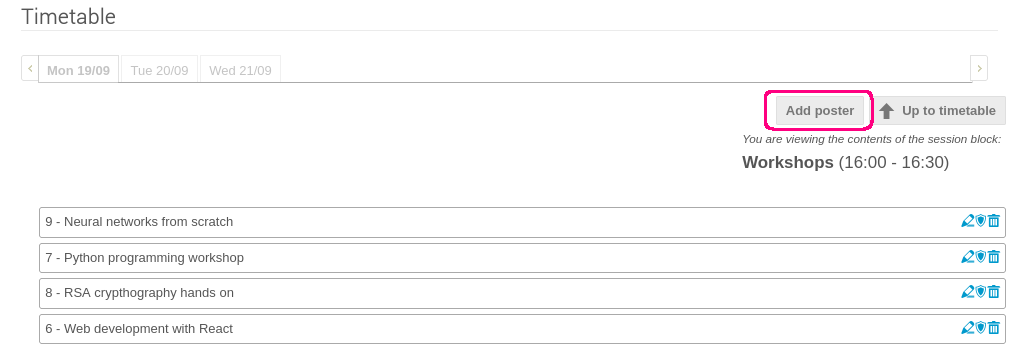 Timetable
Mon 19/09 Tue 20/09 Wed 21/09
Add poster Up to timetable
You are viewing the contents of the session block:
Workshops (16:00 - 16:30)
9 - Neural networks from scratch
7 - Python programming workshop
8 - RSA crypthography hands on
6 - Web development with React